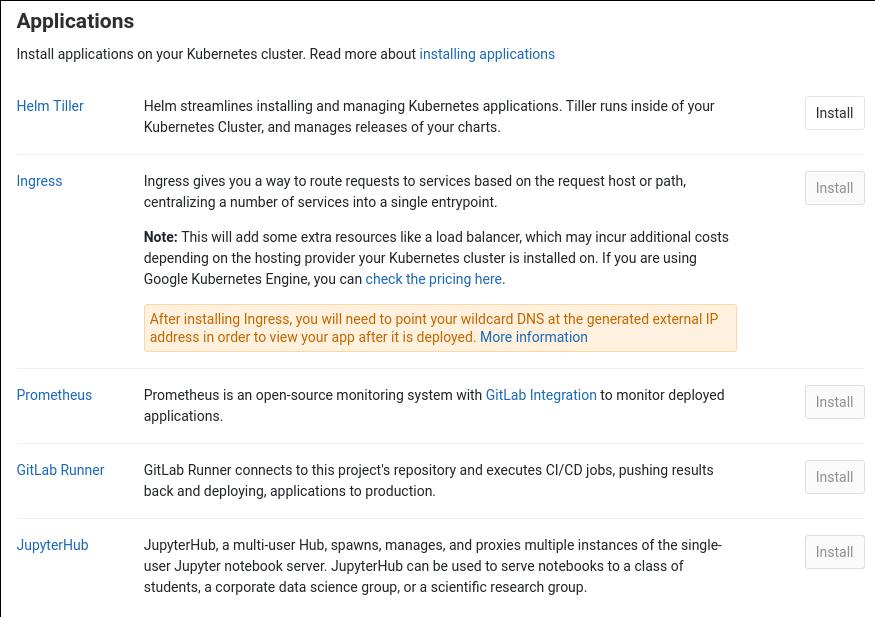 Applications
Install applications on your Kubernetes cluster. Read more about installing applications
Helm Tiller
Helm streamlines installing and managing Kubernetes applications. Tiller runs inside of your
Kubernetes Cluster, and manages releases of your charts.
Install
Ingress
Ingress gives you a way to route requests to services based on the request host or path,
centralizing a number of services into a single entrypoint.
Install
Note: This will add some extra resources like a load balancer, which may incur additional costs
depending on the hosting provider your Kubernetes cluster is installed on. If you are using
Google Kubernetes Engine, you can check the pricing here.
After installing Ingress, you will need to point your wildcard DNS at the generated external IP
address in order to view your app after it is deployed. More information
Prometheus
Prometheus is an open-source monitoring system with GitLab Integration to monitor deployed
applications.
Install
GitLab Runner
GitLab Runner connects to this project's repository and executes CI/CD jobs, pushing results
back and deploying, applications to production.
Install
JupyterHub
JupyterHub, a multi-user Hub, spawns, manages, and proxies multiple instances of the single-
user Jupyter notebook server. JupyterHub can be used to serve notebooks to a class of
students, a corporate data science group, or a scientific research group.
Install